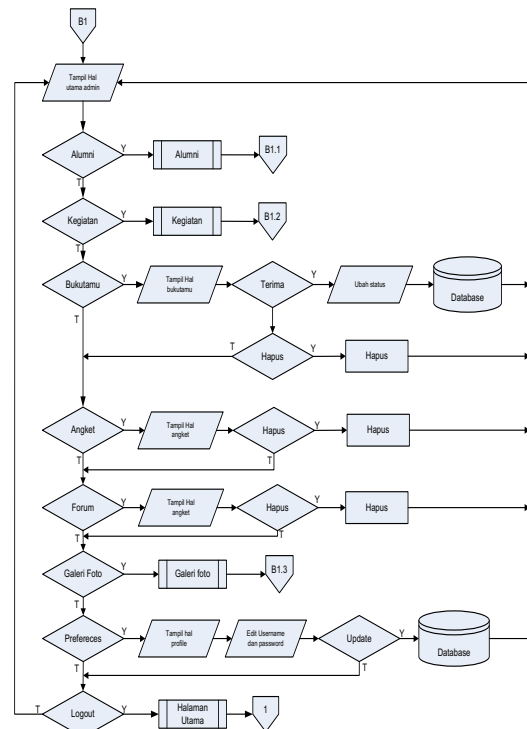 B1
Tampil Hal
utama admin
Alumni
Y
Alumni
B1.1
T
Kegiatan
Y
Kegiatan
B1.2
T
Bukutamu
Y
Tampil Hal
bukutamu
Terima
Y
Ubah status
Database
T
Hapus
T
Y
Hapus
Angket
Y
Tampil Hal
angket
Hapus
Y
Hapus
T
T
Forum
Y
Tampil Hal
angket
Hapus
Y
Hapus
T
T
Galeri Foto
Y
Galeri foto
B1.3
T
Prefereces
Y
Tampil hal
profile
Edit Username
dan password
Update
Y
Database
T
T
T
Logout
Y
Halaman
Utama
1